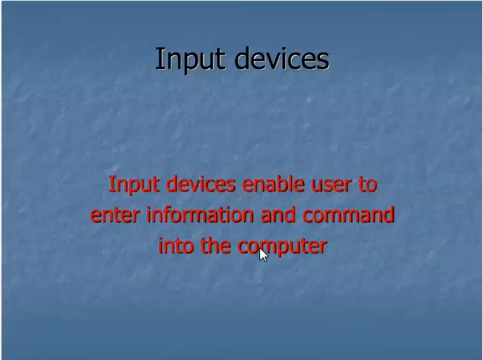 Input devices
Input devices enable user to
enter information and command
into the computer